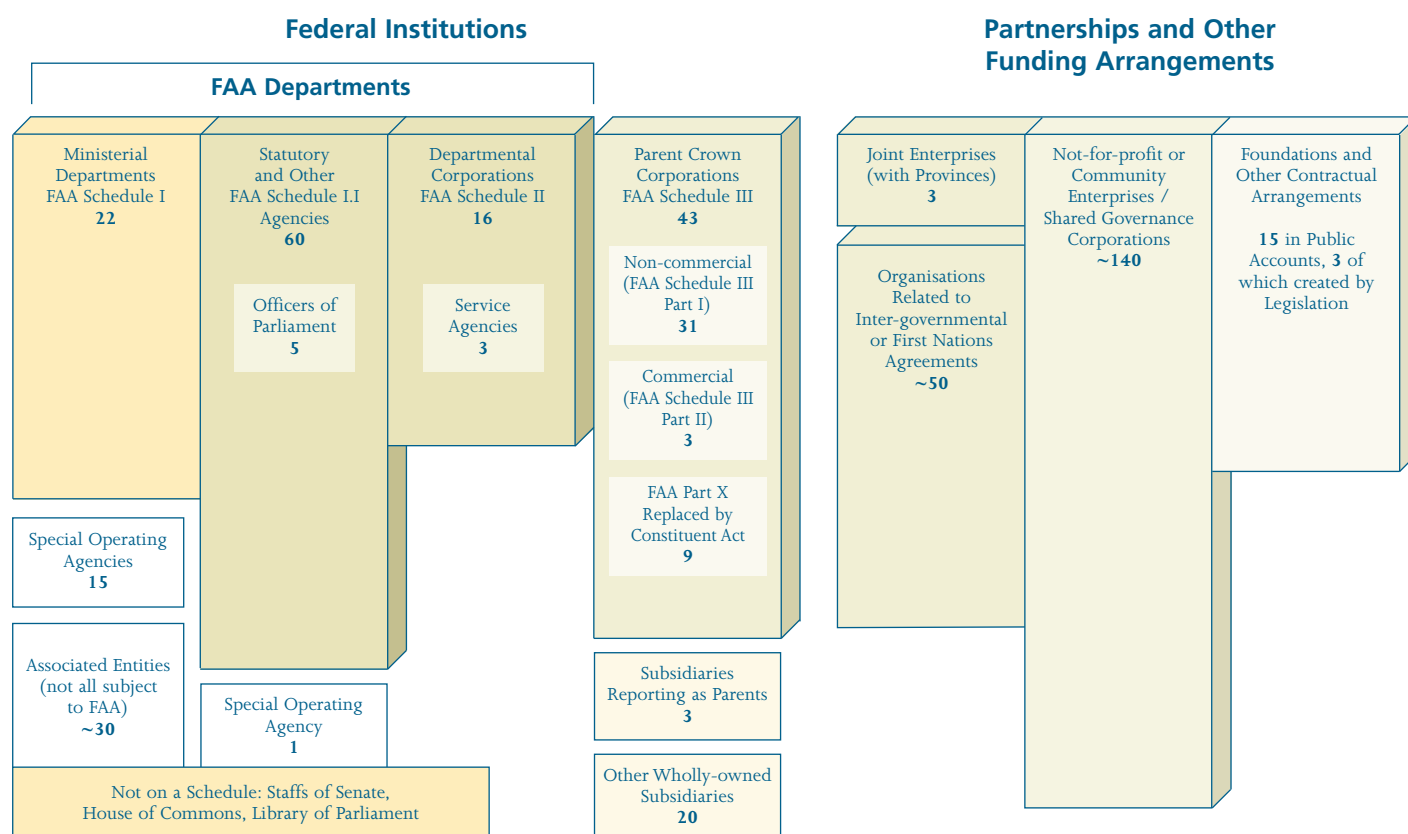 Federal Institutions
FAA Departments
Ministerial
Departments
FAA Schedule I
22
Special Operating
Agencies
15
Associated Entities
(not all subject
to FAA)
~30
Statutory
and Other
FAA Schedule I.I
Agencies
60
Officers of
Parliament
5
Special Operating
Agency
1
Not on a Schedule: Staffs of Senate,
House of Commons, Library of Parliament
Departmental
Corporations
FAA Schedule II
16
Service
Agencies
3
Parent Crown
Corporations
FAA Schedule III
43
Non-commercial
(FAA Schedule III
Part I)
31
Commercial
(FAA Schedule III
Part II)
3
FAA Part X
Replaced by
Constituent Act
9
Subsidiaries
Reporting as Parents
3
Other Wholly-owned
Subsidiaries
20
Partnerships and Other
Funding Arrangements
Joint Enterprises
(with Provinces)
3
Organisations
Related to
Inter-governmental
or First Nations
Agreements
~50
Not-for-profit or
Community
Enterprises /
Shared Governance
Corporations
~140
Foundations and
Other Contractual
Arrangements
15 in Public
Accounts, 3 of
which created by
Legislation